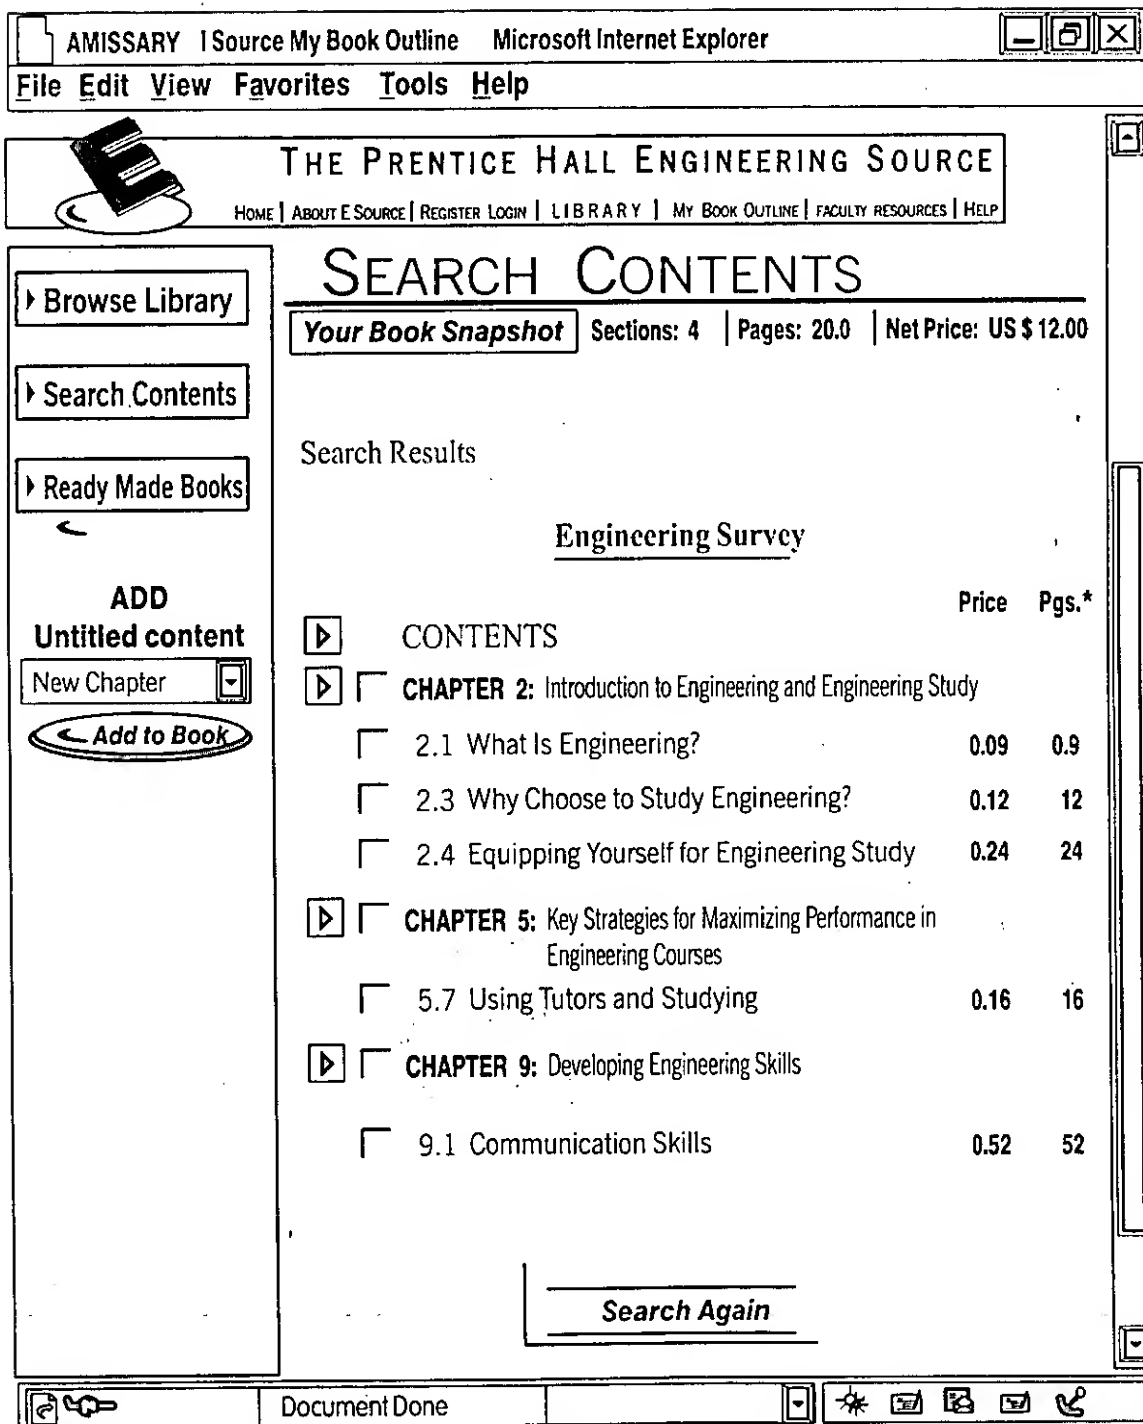 AMISSARY I Source My Book Outline Microsoft Internet Explorer
File Edit View Favorites Tools Help
THE PRENTICE HALL ENGINEERING SOURCE
HOME | ABOUT E SOURCE | REGISTER LOGIN | LIBRARY | MY BOOK OUTLINE | FACULTY RESOURCES | HELP
Browse Library
Search Contents
Ready Made Books
ADD
Untitled content
New Chapter
Add to Book
SEARCH CONTENTS
Your Book Snapshot Sections: 4 | Pages: 20.0 | Net Price: US $ 12.00
Search Results
Engineering Survey
Price Pgs.*
CONTENTS
CHAPTER 2: Introduction to Engineering and Engineering Study
2.1 What Is Engineering? 0.09 0.9
2.3 Why Choose to Study Engineering? 0.12 12
2.4 Equipping Yourself for Engineering Study 0.24 24
CHAPTER 5: Key Strategies for Maximizing Performance in
Engineering Courses
5.7 Using Tutors and Studying 0.16 16
CHAPTER 9: Developing Engineering Skills
9.1 Communication Skills 0.52 52
Search Again
Document Done